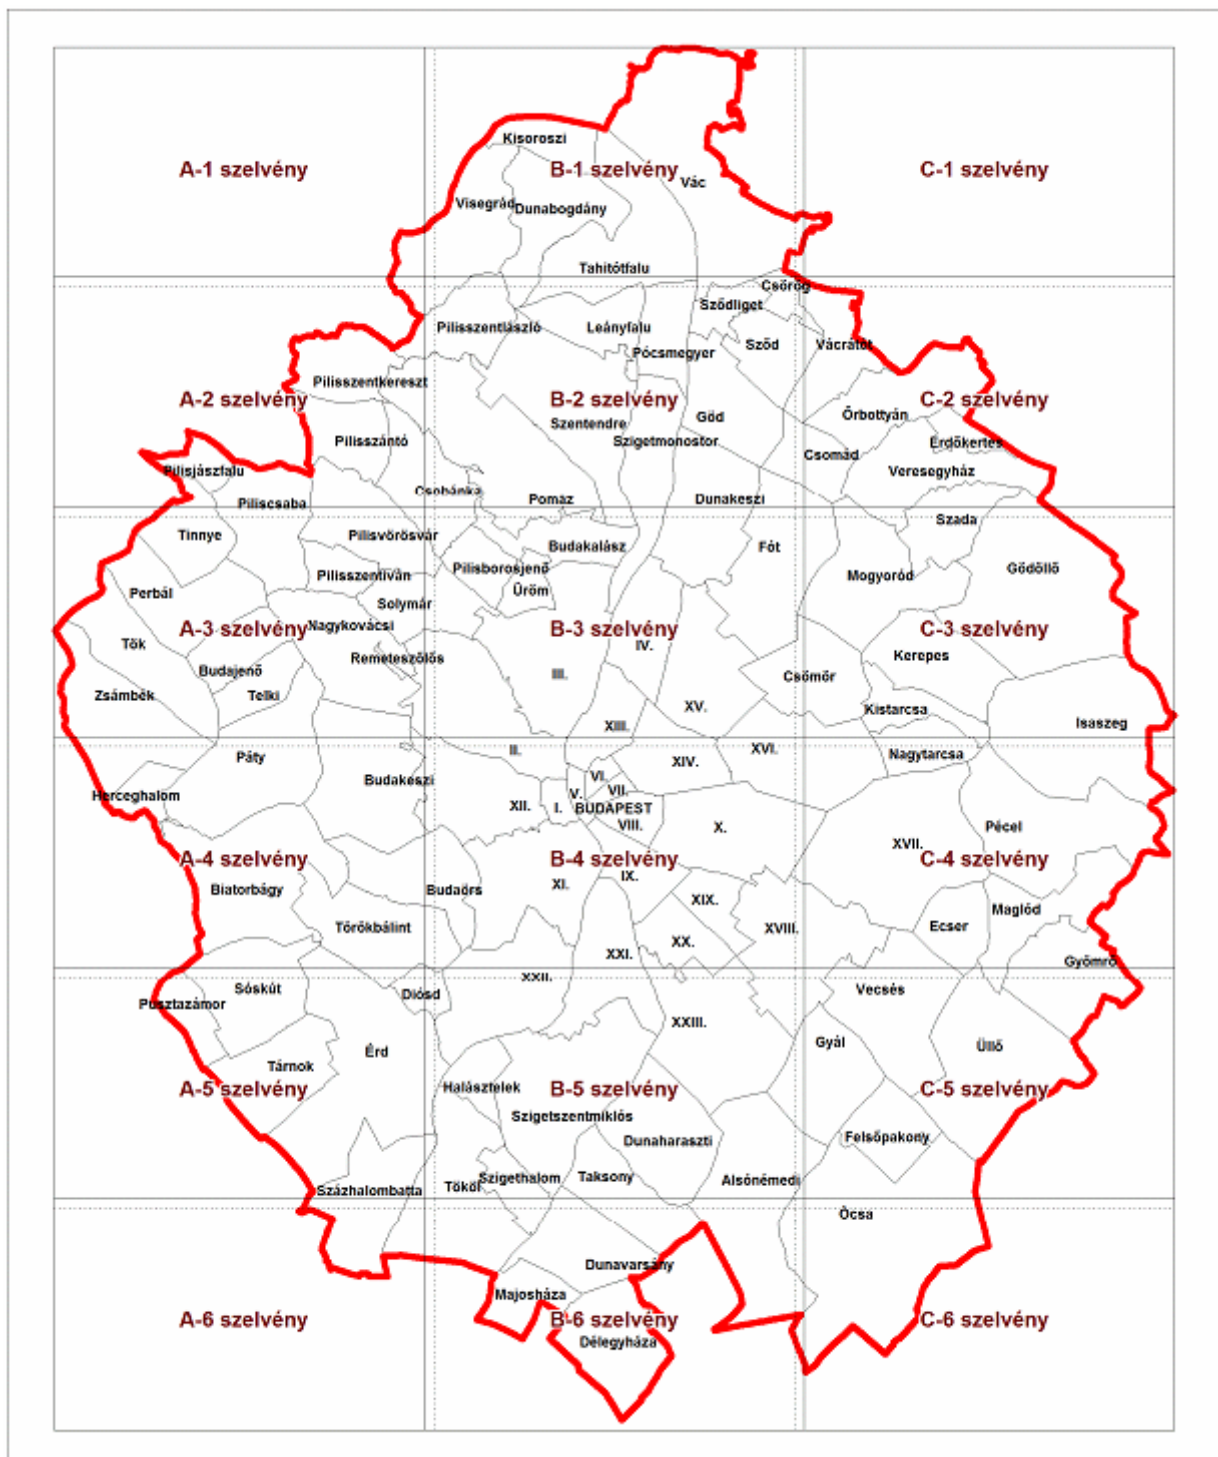 Kisoroszi
A-1 szelvény
B-1 szelvény
C-1 szelvény
Vác
Visegrád
Dunabogdány
Tahitótfalu
Csörög
Sződliget
Pilisszentlászló
Leányfalu
Sződ
Vácrátót
Pócsmegyer
Pilisszentkereszt
A-2 szelvény
B-2 szelvény
C-2 szelvény
Őrbottyán
Göd
Szentendre
Pilisszántó
Szigetmonostor
Erdőkertes
Csomád
Pilisjászfalu
Veresegyház
Csobánka
Piliscsaba
Pomáz
Dunakeszi
Szada
Tinnye
Pilisvörösvár
Budakalász
Fót
Pilisborosjenő
Gödöllő
Pilisszentiván
Mogyoród
Perbál
Üröm
Solymár
A-3 szelvény
Nagykovácsi
B-3 szelvény
C-3 szelvény
Tök
IV.
Remeteszőlős
Kerepes
Budajenő
III.
Csömör
Zsámbék
Telki
XV.
Kistarcsa
XIII.
Isaszeg
II.
XVI.
Páty
XIV.
Nagytarcsa
Budakeszi
VI.
VII.
Herceghalom
V.
XII.
I.
BUDAPEST
VIII.
X.
Pécel
XVII.
A-4 szelvény
B-4 szelvény
C-4 szelvény
IX.
Biatorbágy
Budaörs
XI.
XIX.
Maglód
Törökbálint
XVIII.
Ecser
XX.
XXI.
Gyömrő
XXII.
Sóskút
Diósd
Vecsés
Pusztazámor
XXIII.
Gyál
Üllő
Érd
Tárnok
A-5 szelvény
Halásztelek
B-5 szelvény
C-5 szelvény
Szigetszentmiklós
Dunaharaszti
Felsőpakony
Szigethalom
Taksony
Alsónémedi
Százhalombatta
Tököl
Ócsa
Dunavarsány
Majosháza
A-6 szelvény
B-6 szelvény
C-6 szelvény
Délegyháza